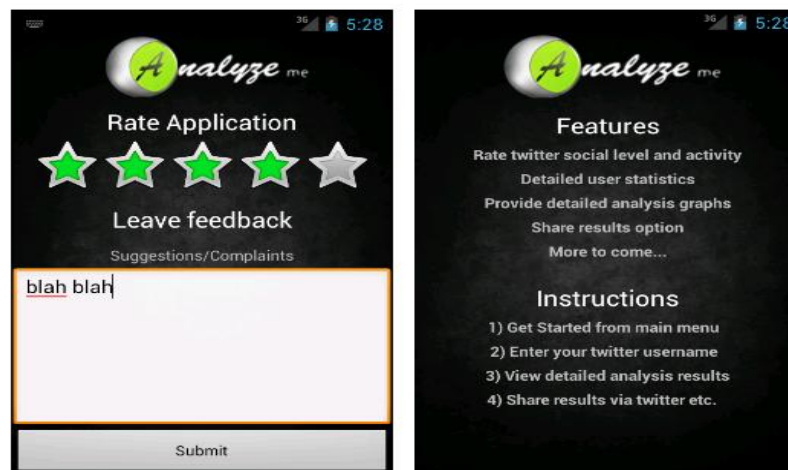 3G 5:28
Analyze me
Rate Application
Leave feedback
Suggestions/Complaints
blah blah
Submit
3G 5:28
Analyze me
Features
Rate twitter social level and activity
Detailed user statistics
Provide detailed analysis graphs
Share results option
More to come...
Instructions
1) Get Started from main menu
2) Enter your twitter username
3) View detailed analysis results
4) Share results via twitter etc.